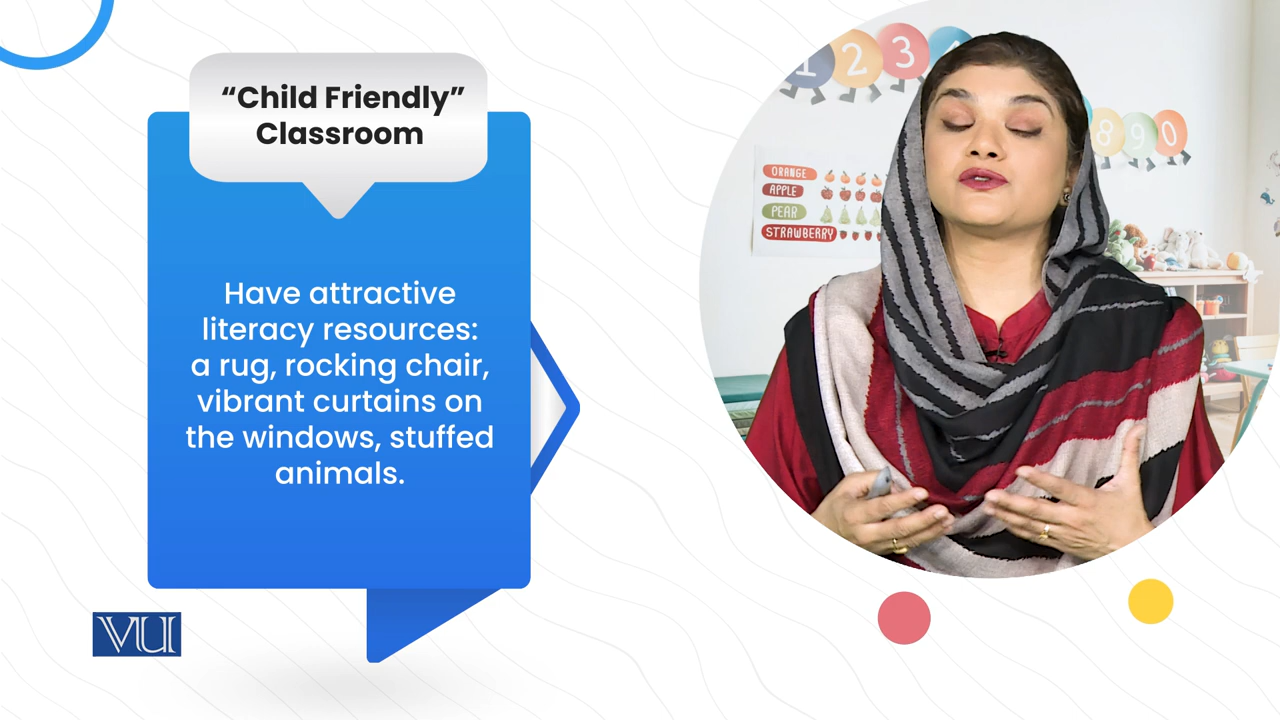 “Child Friendly”
Classroom
Have attractive
literacy resources:
a rug, rocking chair,
vibrant curtains on
the windows, stuffed
animals.
VU
1 2 3 4
8 9 0
ORANGE
APPLE
PEAR
STRAWBERRY